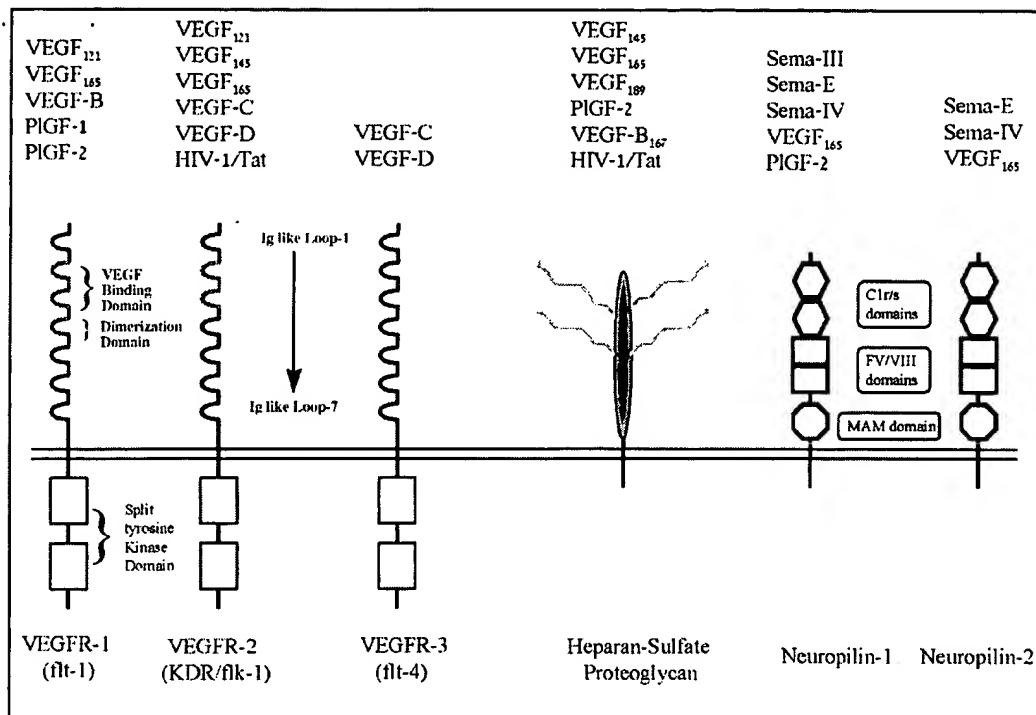 VEGF121
VEGF165
VEGF-B
PlGF-1
PlGF-2
VEGF121
VEGF145
VEGF165
VEGF-C
VEGF-D
HIV-1/Tat
VEGF-C
VEGF-D
VEGF145
VEGF165
VEGF189
PlGF-2
VEGF-B167
HIV-1/Tat
Sema-III
Sema-E
Sema-IV
VEGF165
PlGF-2
Sema-E
Sema-IV
VEGF165
VEGF
Binding
Domain
Dimerization
Domain
Ig like Loop-1
Ig like Loop-7
C1r/s
domains
FV/VIII
domains
MAM domain
Split
tyrosine
Kinase
Domain
VEGFR-1
(flt-1)
VEGFR-2
(KDR/flk-1)
VEGFR-3
(flt-4)
Heparan-Sulfate
Proteoglycan
Neuropilin-1
Neuropilin-2